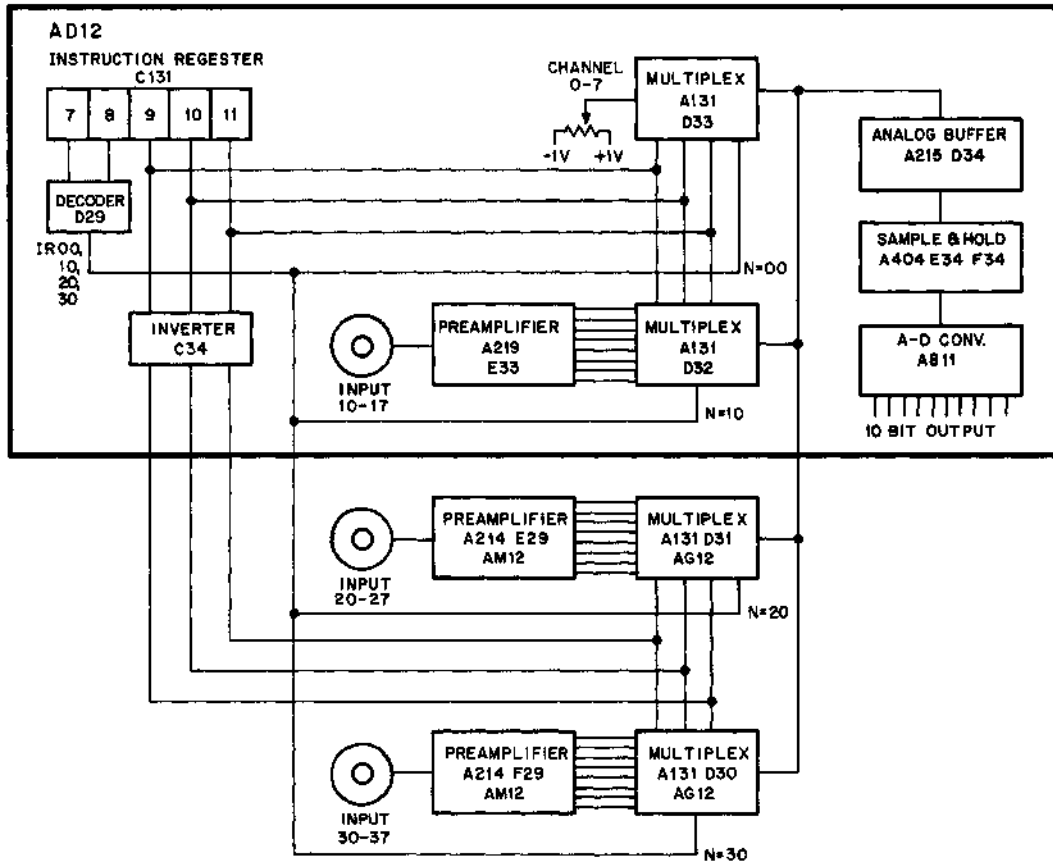 AD12
INSTRUCTION REGESTER
C131
7 8 9 10 11
DECODER
D29
IR00,
10,
20,
30
INVERTER
C34
CHANNEL
0-7
-1V +1V
MULTIPLEX
A131
D33
N=00
ANALOG BUFFER
A215 D34
SAMPLE & HOLD
A404 E34 F34
A-D CONV.
A811
10 BIT OUTPUT
INPUT
10-17
PREAMPLIFIER
A219
E33
MULTIPLEX
A131
D32
N=10
INPUT
20-27
PREAMPLIFIER
A214 E29
AM12
MULTIPLEX
A131 D31
AG12
N=20
INPUT
30-37
PREAMPLIFIER
A214 F29
AM12
MULTIPLEX
A131 D30
AG12
N=30